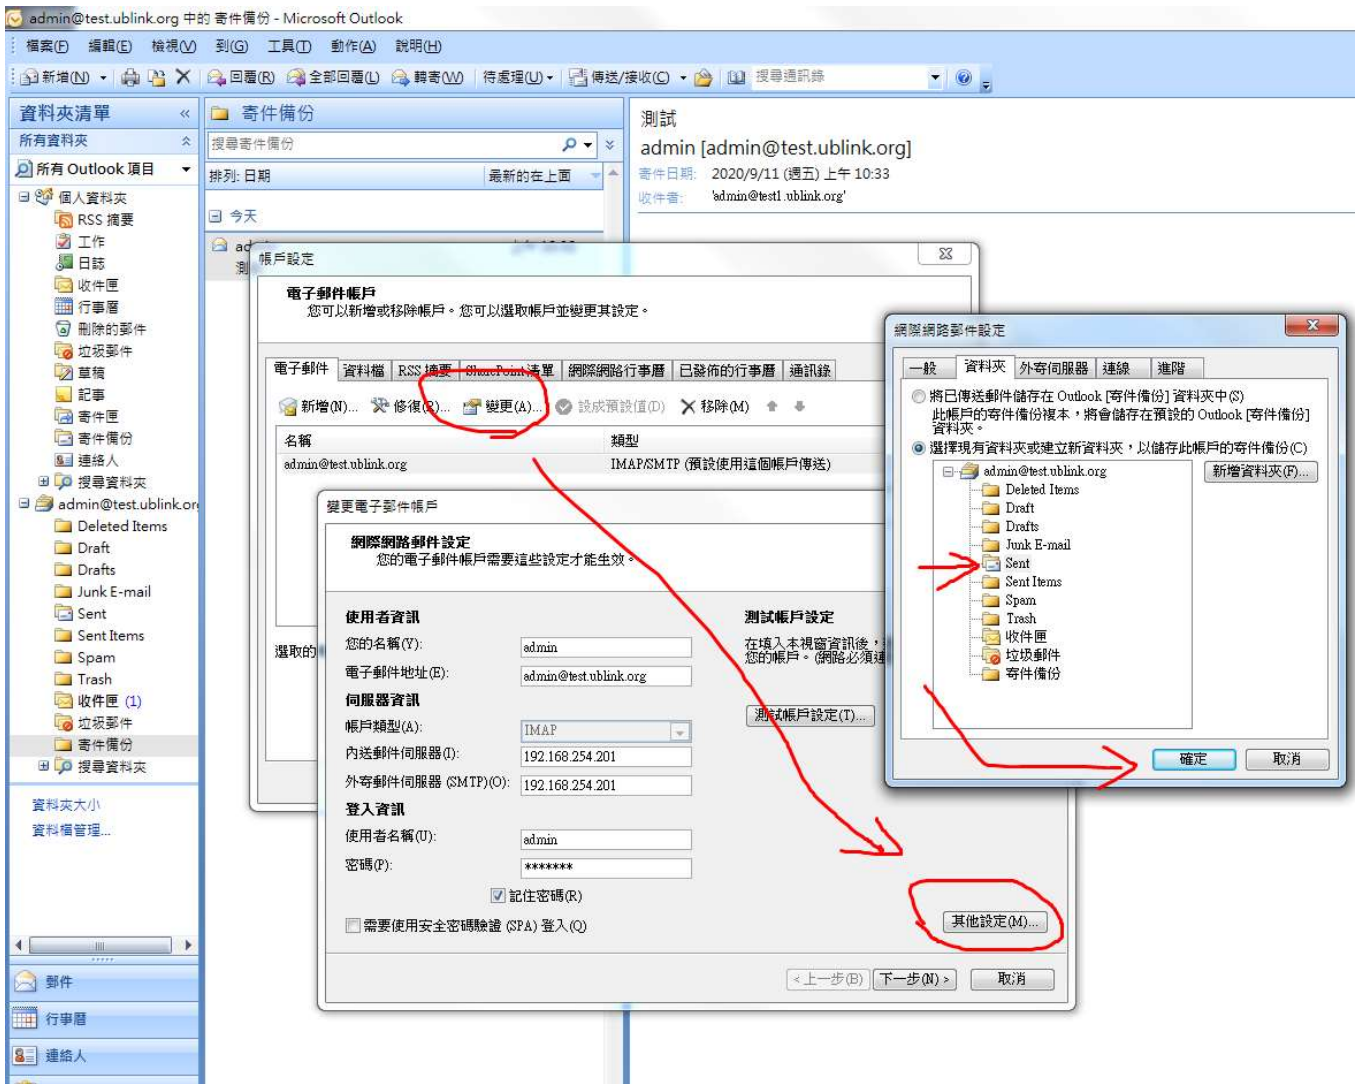 admin@test.ublink.org 中的 寄件備份 - Microsoft Outlook
檔案(F) 編輯(E) 檢視(V) 到(G) 工具(T) 動作(A) 說明(H)
新增(N) 回覆(R) 全部回覆(L) 轉寄(W) 待處理(U) 傳送/接收(C) 搜尋通訊錄
資料夾清單 «
所有資料夾
所有 Outlook 項目
個人資料夾
RSS 摘要
工作
日誌
收件匣
行事曆
刪除的郵件
垃圾郵件
草稿
記事
寄件匣
寄件備份
連絡人
搜尋資料夾
admin@test.ublink.or
Deleted Items
Draft
Drafts
Junk E-mail
Sent
Sent Items
Spam
Trash
收件匣 (1)
垃圾郵件
寄件備份
搜尋資料夾
資料夾大小
資料檔管理...
郵件
行事曆
連絡人
寄件備份
搜尋寄件備份
排列: 日期 最新的在上面
今天
測試
admin [admin@test.ublink.org]
寄件日期: 2020/9/11 (週五) 上午 10:33
收件者: 'admin@test1.ublink.org'
帳戶設定
電子郵件帳戶
您可以新增或移除帳戶。您可以選取帳戶並變更其設定。
電子郵件 資料檔 RSS 摘要 SharePoint 清單 網際網路行事曆 已發佈的行事曆 通訊錄
新增(N)... 修復(R)... 變更(A)... 設成預設值(D) 移除(M)
名稱 類型
admin@test.ublink.org IMAP/SMTP (預設使用這個帳戶傳送)
選取的
變更電子郵件帳戶
網際網路郵件設定
您的電子郵件帳戶需要這些設定才能生效。
使用者資訊
您的名稱(Y): admin
電子郵件地址(E): admin@test.ublink.org
伺服器資訊
帳戶類型(A): IMAP
內送郵件伺服器(I): 192.168.254.201
外寄郵件伺服器 (SMTP)(O): 192.168.254.201
登入資訊
使用者名稱(U): admin
密碼(P): *******
記住密碼(R)
需要使用安全密碼驗證 (SPA) 登入(Q)
測試帳戶設定
在填入本視窗資訊後，
您的帳戶。(網路必須連
測試帳戶設定(T)...
其他設定(M)...
< 上一步(B) 下一步(N) > 取消
網際網路郵件設定
一般 資料夾 外寄伺服器 連線 進階
將已傳送郵件儲存在 Outlook [寄件備份] 資料夾中(S)
此帳戶的寄件備份複本，將會儲存在預設的 Outlook [寄件備份]
資料夾。
選擇現有資料夾或建立新資料夾，以儲存此帳戶的寄件備份(C)
admin@test.ublink.org 新增資料夾(F)...
Deleted Items
Draft
Drafts
Junk E-mail
Sent
Sent Items
Spam
Trash
收件匣
垃圾郵件
寄件備份
確定 取消